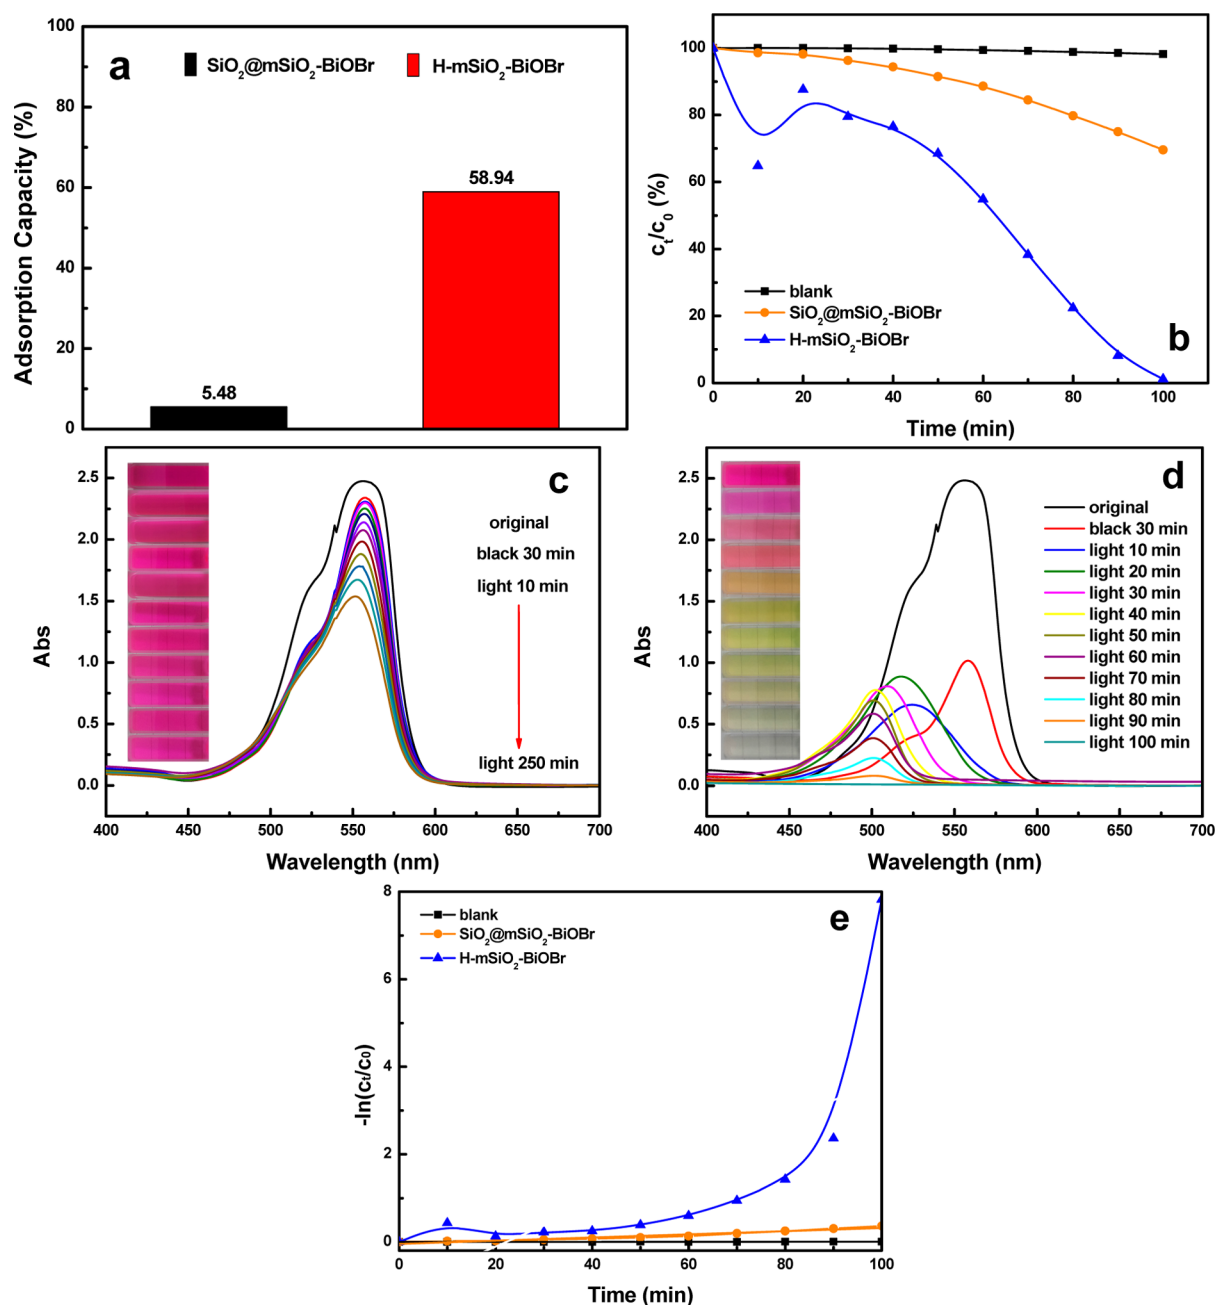 a
SiO₂@mSiO₂-BiOBr
H-mSiO₂-BiOBr
Adsorption Capacity (%)
100
80
60
40
20
0
5.48
58.94
b
cₜ/c₀ (%)
100
80
60
40
20
0
blank
SiO₂@mSiO₂-BiOBr
H-mSiO₂-BiOBr
0 20 40 60 80 100
Time (min)
c
Abs
2.5
2.0
1.5
1.0
0.5
0.0
original
black 30 min
light 10 min
light 250 min
400 450 500 550 600 650 700
Wavelength (nm)
d
Abs
2.5
2.0
1.5
1.0
0.5
0.0
original
black 30 min
light 10 min
light 20 min
light 30 min
light 40 min
light 50 min
light 60 min
light 70 min
light 80 min
light 90 min
light 100 min
400 450 500 550 600 650 700
Wavelength (nm)
e
-ln(cₜ/c₀)
8
6
4
2
0
blank
SiO₂@mSiO₂-BiOBr
H-mSiO₂-BiOBr
0 20 40 60 80 100
Time (min)